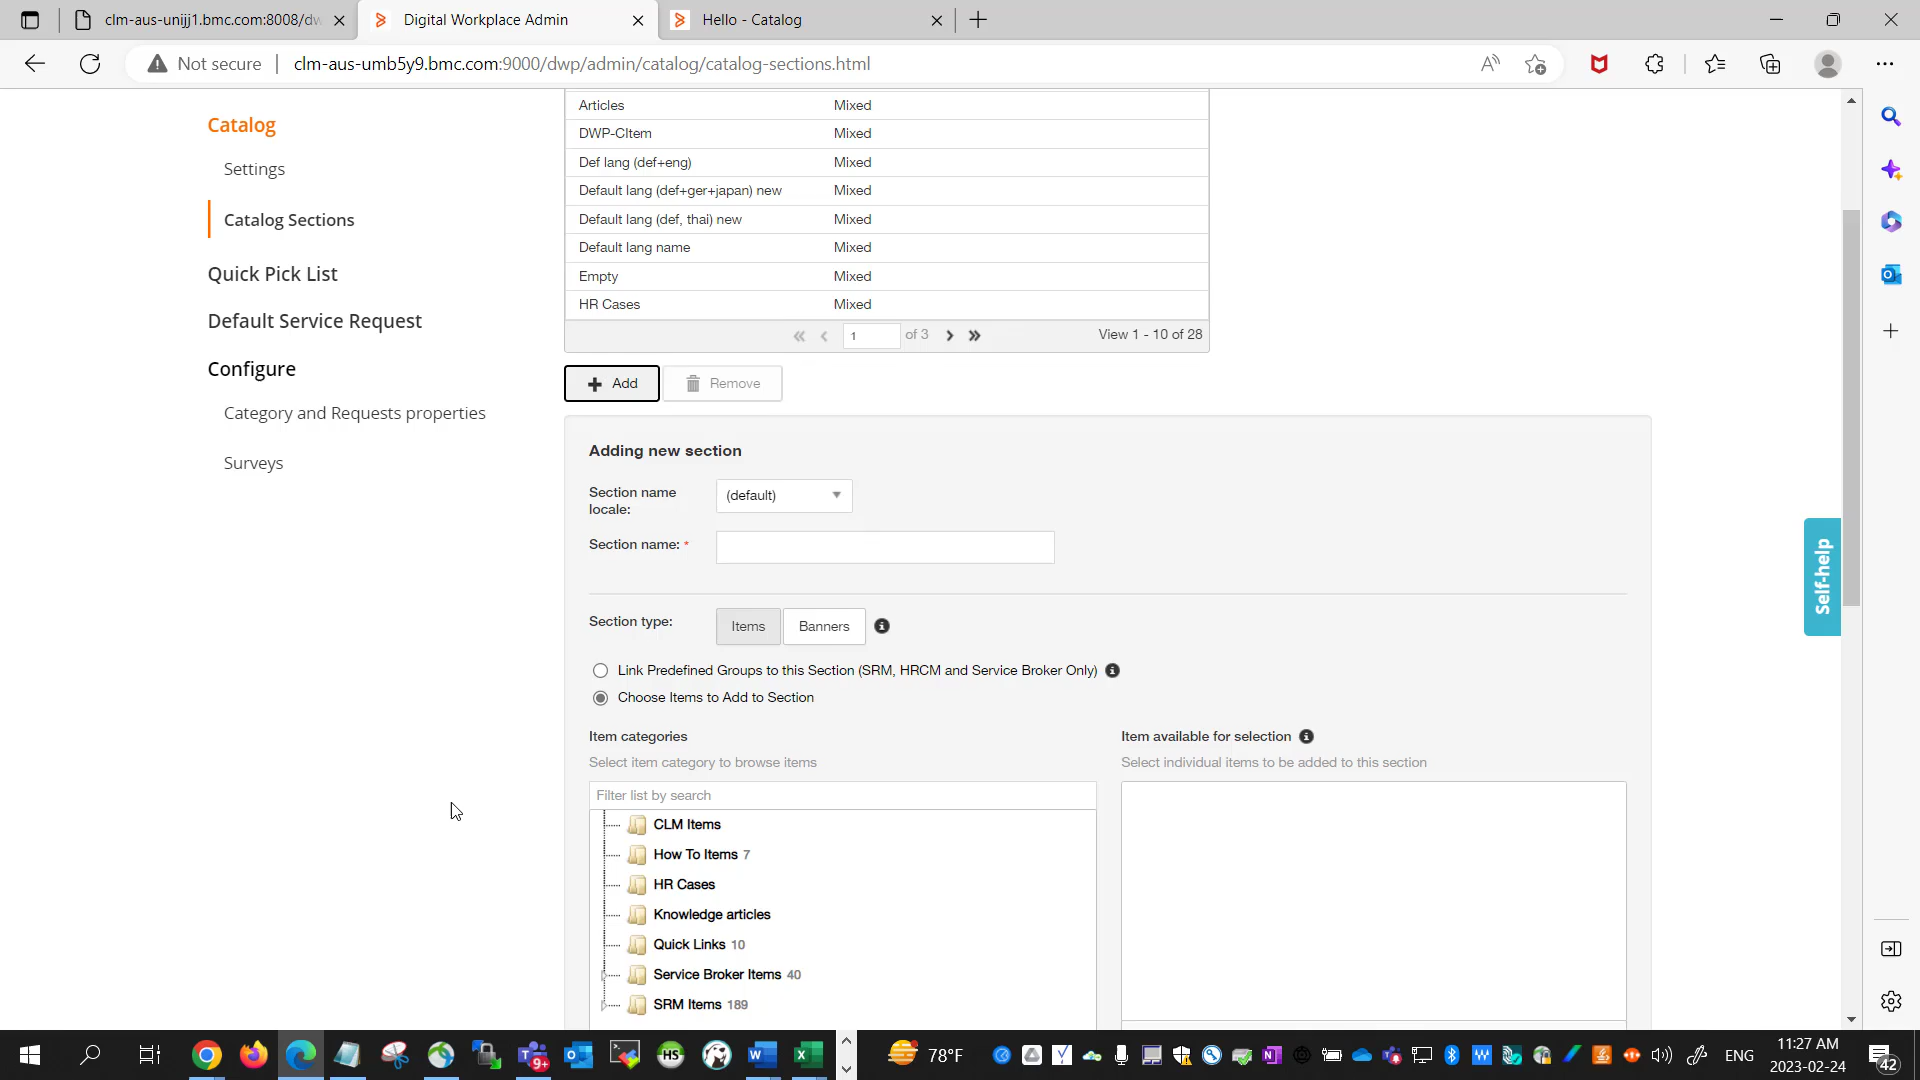 clm-aus-unijj1.bmc.com:8008/dw
Digital Workplace Admin
Hello - Catalog
Not secure
clm-aus-umb5y9.bmc.com:9000/dwp/admin/catalog/catalog-sections.html
Catalog
Settings
Catalog Sections
Quick Pick List
Default Service Request
Configure
Category and Requests properties
Surveys
Articles Mixed
DWP-CItem Mixed
Def lang (def+eng) Mixed
Default lang (def+ger+japan) new Mixed
Default lang (def, thai) new Mixed
Default lang name Mixed
Empty Mixed
HR Cases Mixed
1 of 3 View 1 - 10 of 28
Add Remove
Adding new section
Section name locale: (default)
Section name: *
Section type: Items Banners
Link Predefined Groups to this Section (SRM, HRCM and Service Broker Only)
Choose Items to Add to Section
Item categories
Select item category to browse items
Filter list by search
CLM Items
How To Items 7
HR Cases
Knowledge articles
Quick Links 10
Service Broker Items 40
SRM Items 189
Item available for selection
Select individual items to be added to this section
Self-help
78°F
ENG
11:27 AM
2023-02-24
42